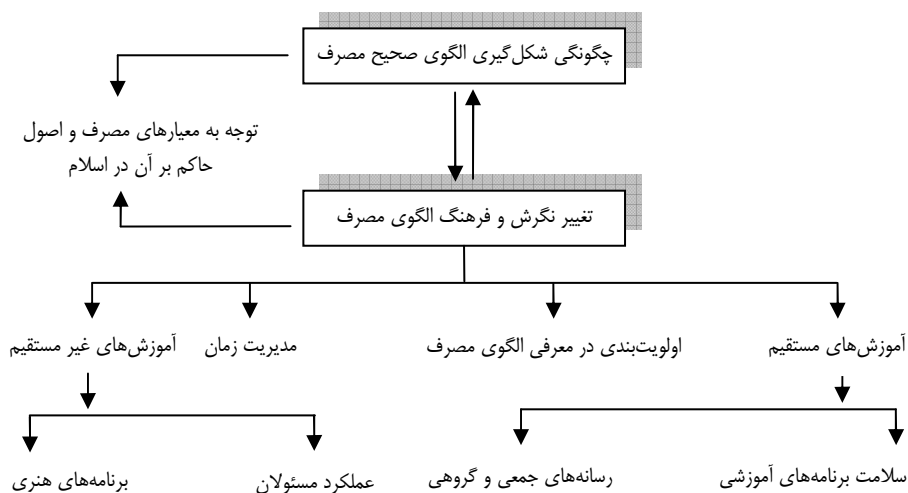 چگونگی شکل‌گیری الگوی صحیح مصرف
توجه به معیارهای مصرف و اصول
حاکم بر آن در اسلام
تغییر نگرش و فرهنگ الگوی مصرف
آموزش‌های مستقیم
اولویت‌بندی در معرفی الگوی مصرف
مدیریت زمان
آموزش‌های غیر مستقیم
سلامت برنامه‌های آموزشی
رسانه‌های جمعی و گروهی
عملکرد مسئولان
برنامه‌های هنری